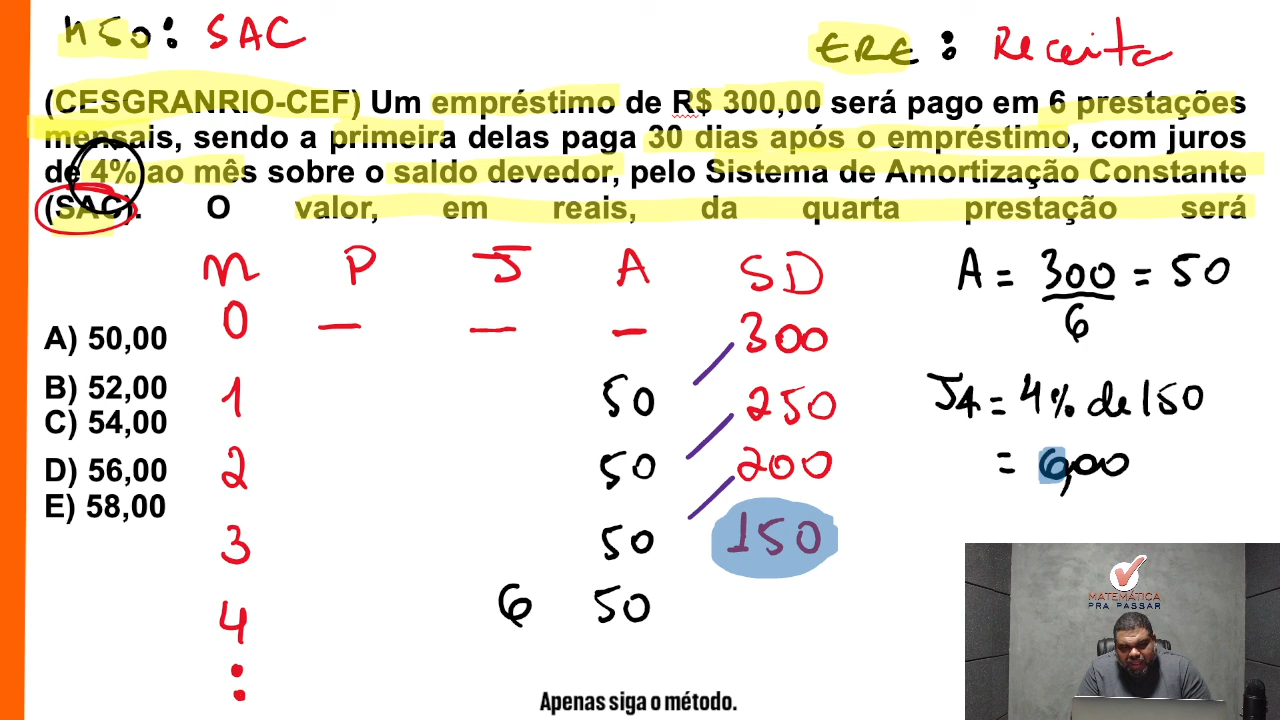 M50: SAC
ERE: Receita
(CESGRANRIO-CEF) Um empréstimo de R$ 300,00 será pago em 6 prestações
mensais, sendo a primeira delas paga 30 dias após o empréstimo, com juros
de 4% ao mês sobre o saldo devedor, pelo Sistema de Amortização Constante
(SAC). O valor, em reais, da quarta prestação será
A) 50,00
B) 52,00
C) 54,00
D) 56,00
E) 58,00
n P J A SD
0 — — — 300
1 50 250
2 50 200
3 50 150
4 6 50
A = 300/6 = 50
J4 = 4% de 150
= 6,00
MATEMÁTICA
PRA PASSAR
Apenas siga o método.